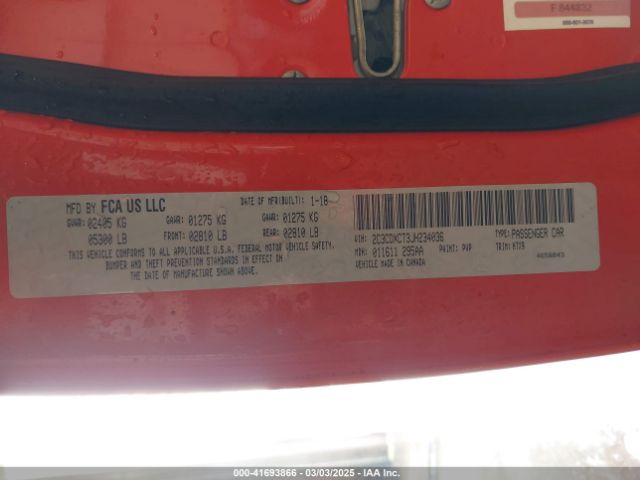 F 844832
MFD BY FCA US LLC
DATE OF MFR(BUILT): 1-18
GVWR: 02405 KG GAWR: 01275 KG GAWR: 01275 KG
05300 LB FRONT: 02810 LB REAR: 02810 LB
THIS VEHICLE CONFORMS TO ALL APPLICABLE U.S.A. FEDERAL MOTOR VEHICLE SAFETY,
BUMPER AND THEFT PREVENTION STANDARDS IN EFFECT ON
THE DATE OF MANUFACTURE SHOWN ABOVE.
VIN: 2C3CDXCT3JH234036 TYPE: PASSENGER CAR
MDH: 011611 295AA PAINT: PVP TRIM:
VEHICLE MADE IN CANADA
000-41693866 - 03/03/2025 - IAA Inc.